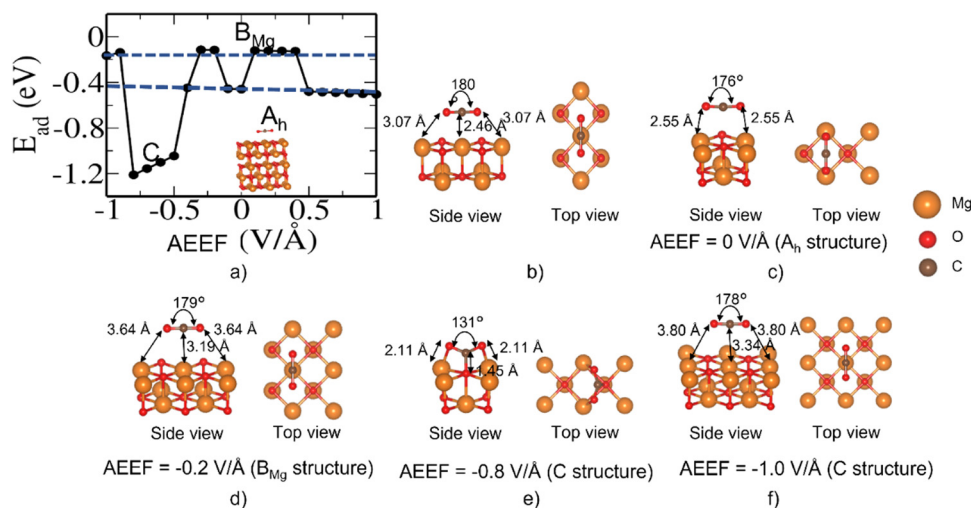 a)
0
-0.4
-0.8
-1.2
E_ad (eV)
B_Mg
A_h
C
-1 -0.5 0 0.5 1
AEEF (V/Å)
180
°
3.07 Å
3.07 Å
2.46 Å
Side view Top view
b)
176°
2.55 Å
2.55 Å
Side view Top view
AEEF = 0 V/Å (A_h structure)
c)
Mg
O
C
179°
3.64 Å
3.64 Å
3.19 Å
Side view Top view
AEEF = -0.2 V/Å (B_Mg structure)
d)
131°
2.11 Å
2.11 Å
1.45 Å
Side view Top view
AEEF = -0.8 V/Å (C structure)
e)
178°
3.80 Å
3.80 Å
3.34 Å
Side view Top view
AEEF = -1.0 V/Å (C structure)
f)